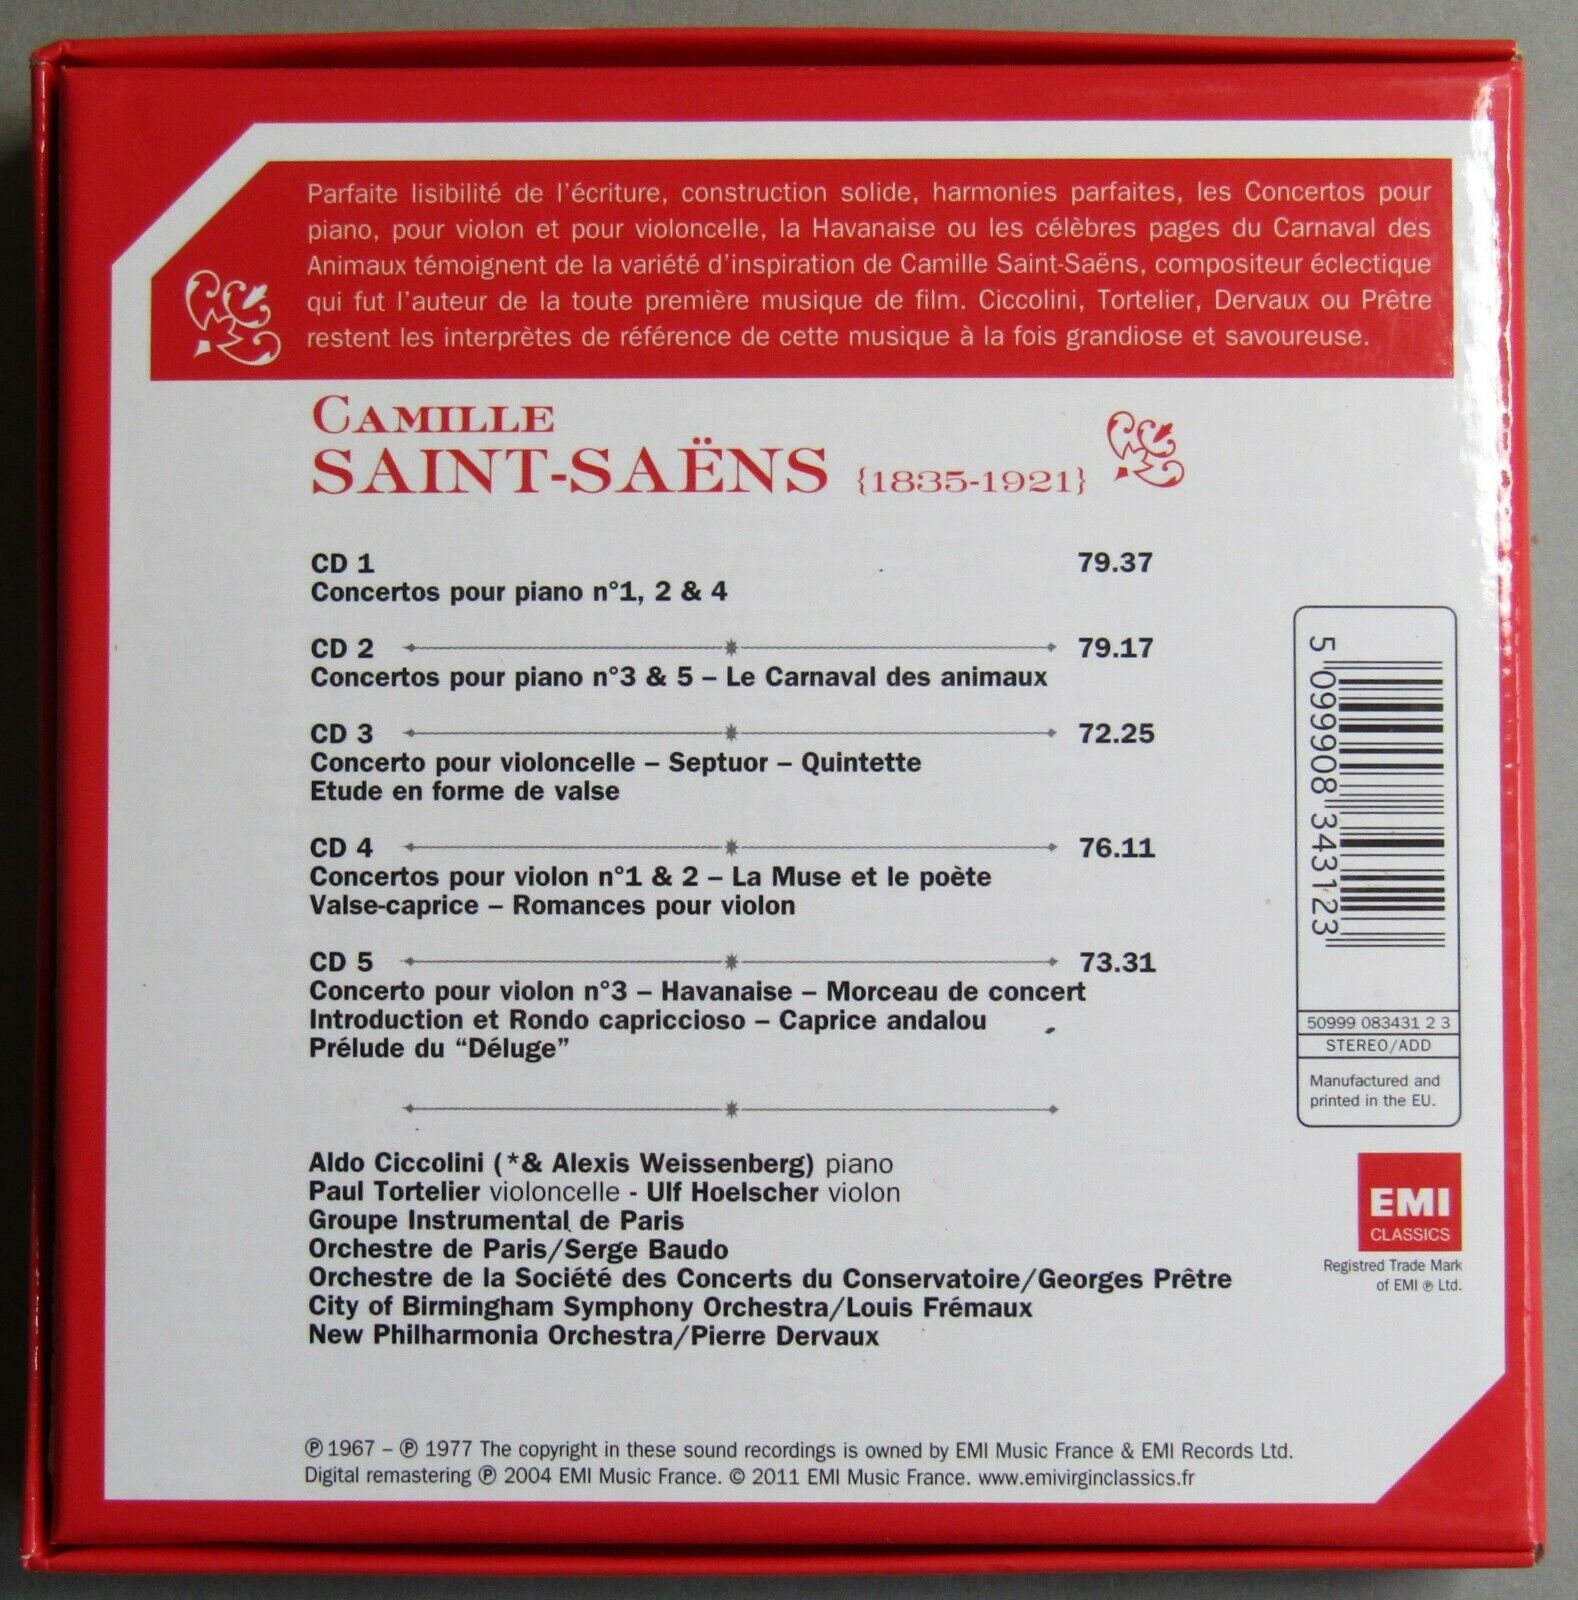 Parfaite lisibilité de l'écriture, construction solide, harmonies parfaites, les Concertos pour
piano, pour violon et pour violoncelle, la Havanaise ou les célèbres pages du Carnaval des
Animaux témoignent de la variété d'inspiration de Camille Saint-Saëns, compositeur éclectique
qui fut l'auteur de la toute première musique de film. Ciccolini, Tortelier, Dervaux ou Prêtre
restent les interprètes de référence de cette musique à la fois grandiose et savoureuse.
CAMILLE
SAINT-SAËNS {1835-1921}
CD 1 79.37
Concertos pour piano n°1, 2 & 4
CD 2 79.17
Concertos pour piano n°3 & 5 – Le Carnaval des animaux
CD 3 72.25
Concerto pour violoncelle – Septuor – Quintette
Etude en forme de valse
CD 4 76.11
Concertos pour violon n°1 & 2 – La Muse et le poète
Valse-caprice – Romances pour violon
CD 5 73.31
Concerto pour violon n°3 – Havanaise – Morceau de concert
Introduction et Rondo capriccioso – Caprice andalou
Prélude du “Déluge”
Aldo Ciccolini (*& Alexis Weissenberg) piano
Paul Tortelier violoncelle - Ulf Hoelscher violon
Groupe Instrumental de Paris
Orchestre de Paris/Serge Baudo
Orchestre de la Société des Concerts du Conservatoire/Georges Prêtre
City of Birmingham Symphony Orchestra/Louis Frémaux
New Philharmonia Orchestra/Pierre Dervaux
5 099908 343123
50999 083431 2 3
STEREO/ADD
Manufactured and
printed in the EU.
EMI
CLASSICS
Registred Trade Mark
of EMI ℗ Ltd.
℗ 1967 – ℗ 1977 The copyright in these sound recordings is owned by EMI Music France & EMI Records Ltd.
Digital remastering ℗ 2004 EMI Music France. © 2011 EMI Music France. www.emivirginclassics.fr